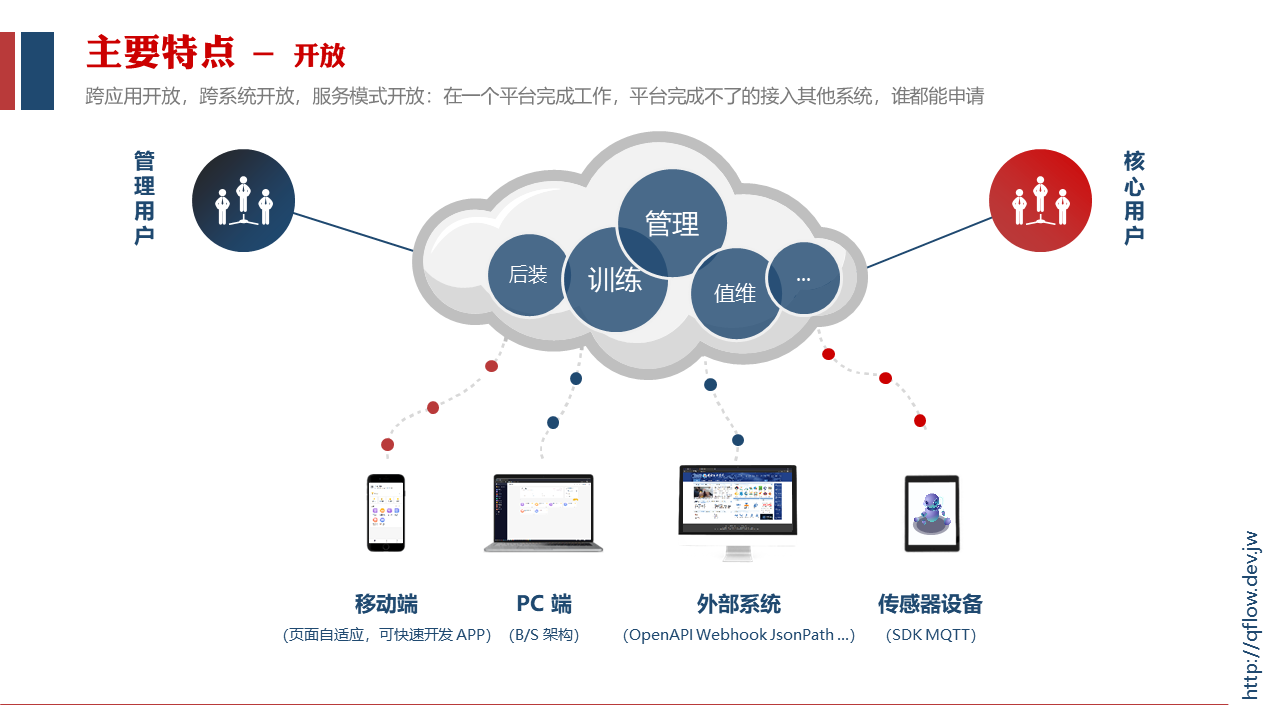 主要特点 － 开放
跨应用开放，跨系统开放，服务模式开放：在一个平台完成工作，平台完成不了的接入其他系统，谁都能申请
管理用户
核心用户
管理
后装
训练
值维
...
移动端
PC 端
外部系统
传感器设备
（页面自适应，可快速开发 APP）
（B/S 架构）
（OpenAPI Webhook JsonPath ...）
（SDK MQTT）
http://qflow.dev.jw